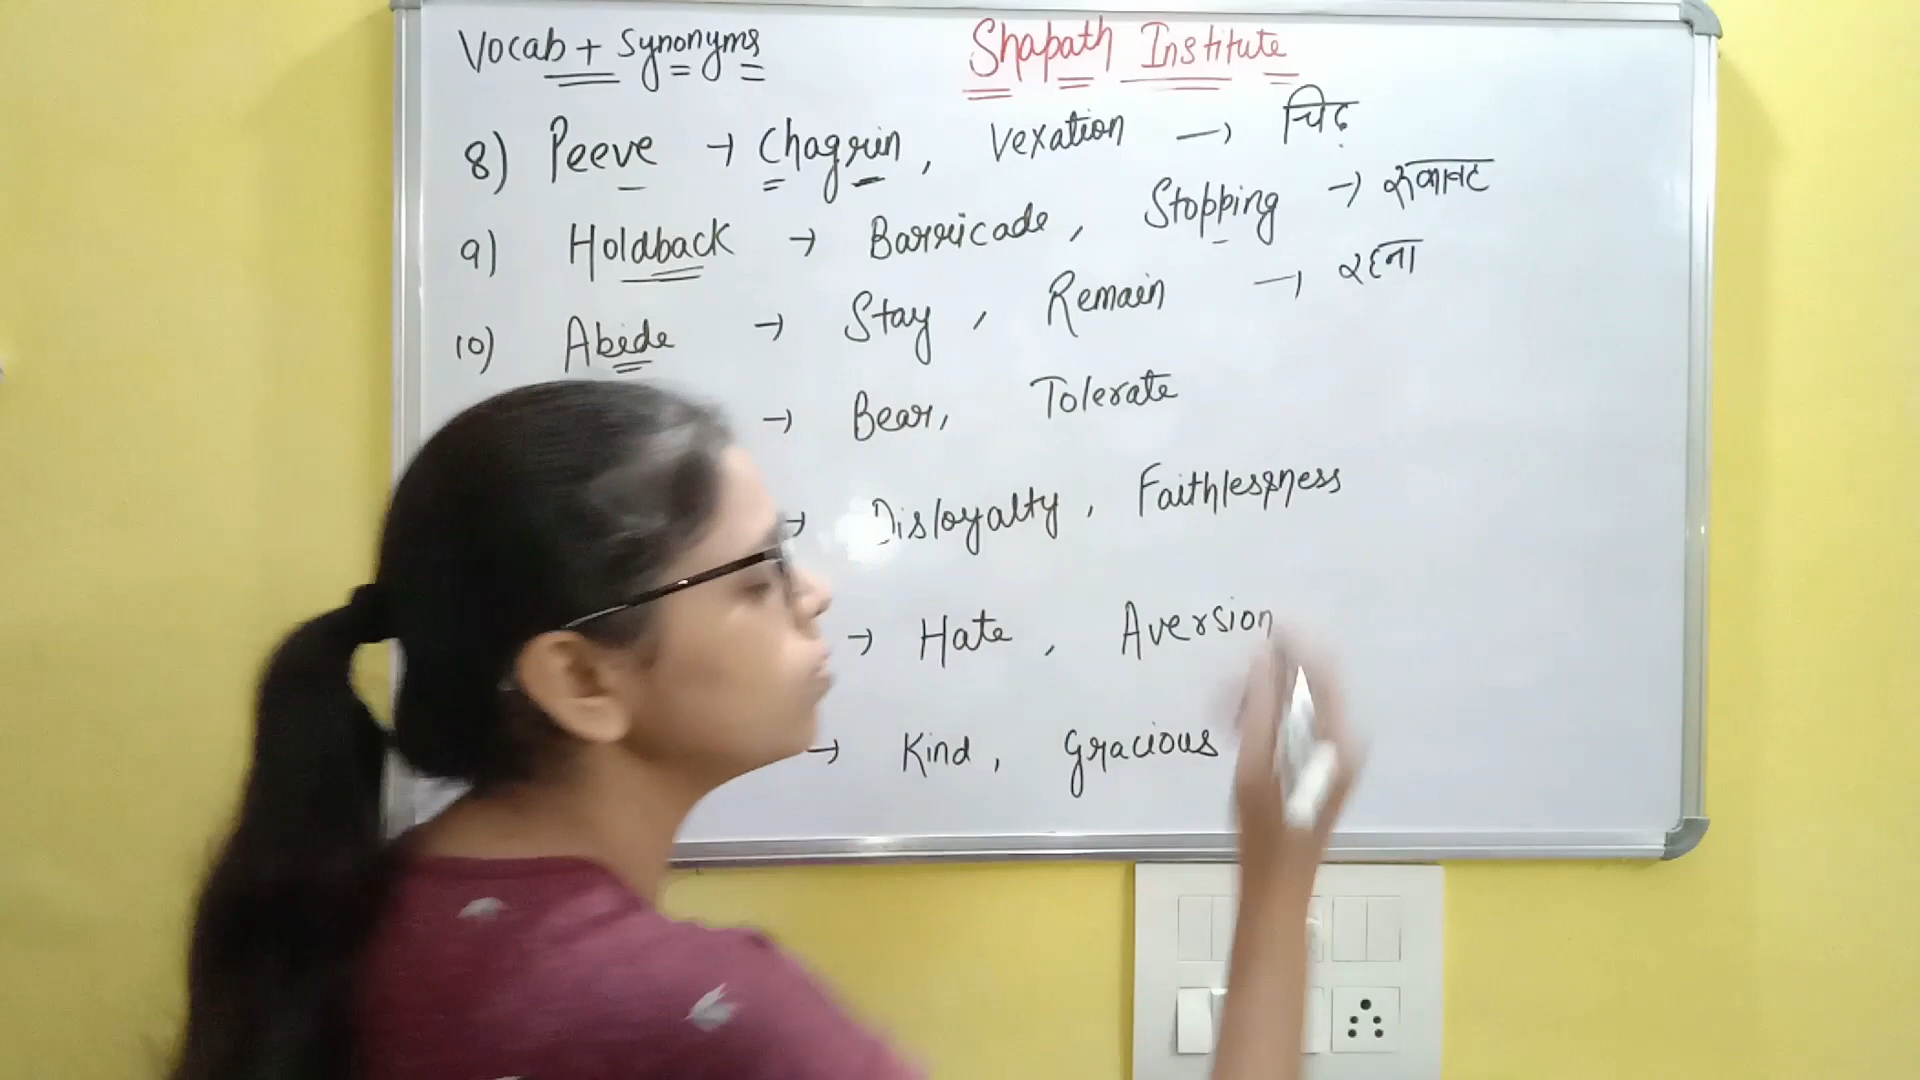 Vocab + Synonyms Shapath Institute
8) Peeve → Chagrin, Vexation → चिढ़
9) Holdback → Barricade, Stopping → रुकावट
10) Abide → Stay, Remain → रहना
→ Bear, Tolerate
→ Disloyalty, Faithlessness
→ Hate, Aversion
→ Kind, Gracious